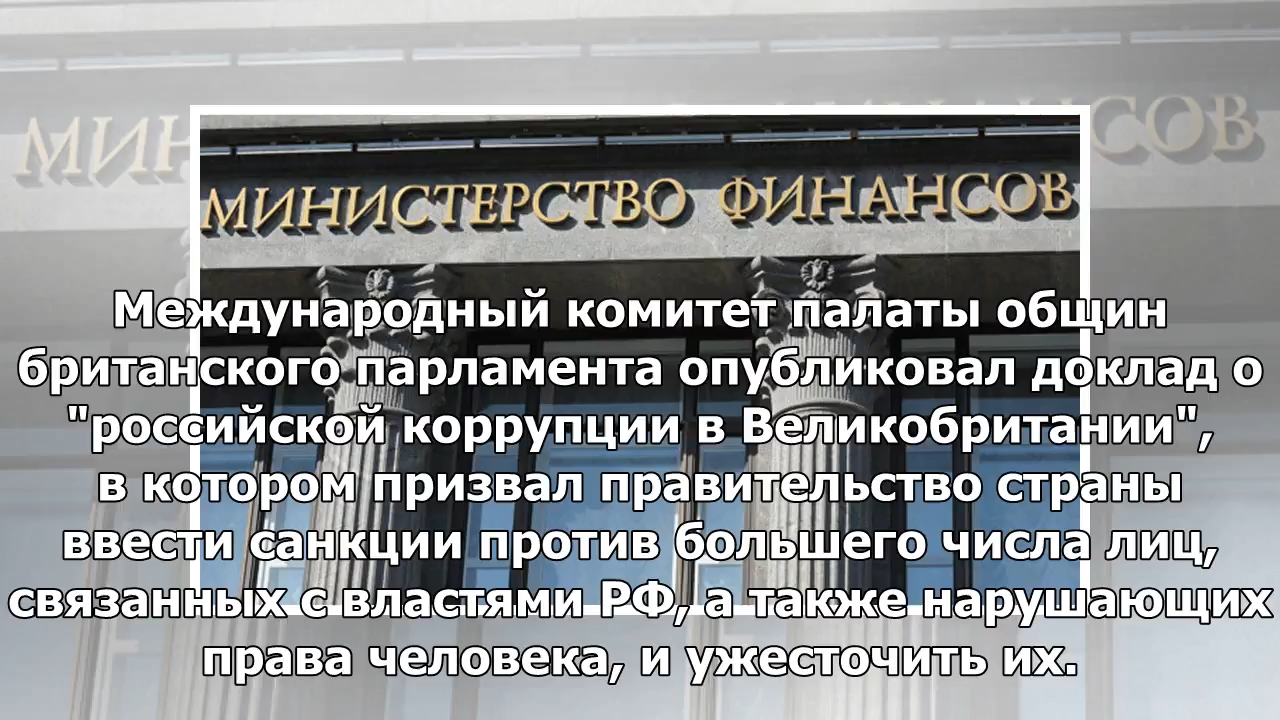 МИНИСТЕРСТВО ФИНАНСОВ
Международный комитет палаты общин
британского парламента опубликовал доклад о
"российской коррупции в Великобритании",
в котором призвал правительство страны
ввести санкции против большего числа лиц,
связанных с властями РФ, а также нарушающих
права человека, и ужесточить их.